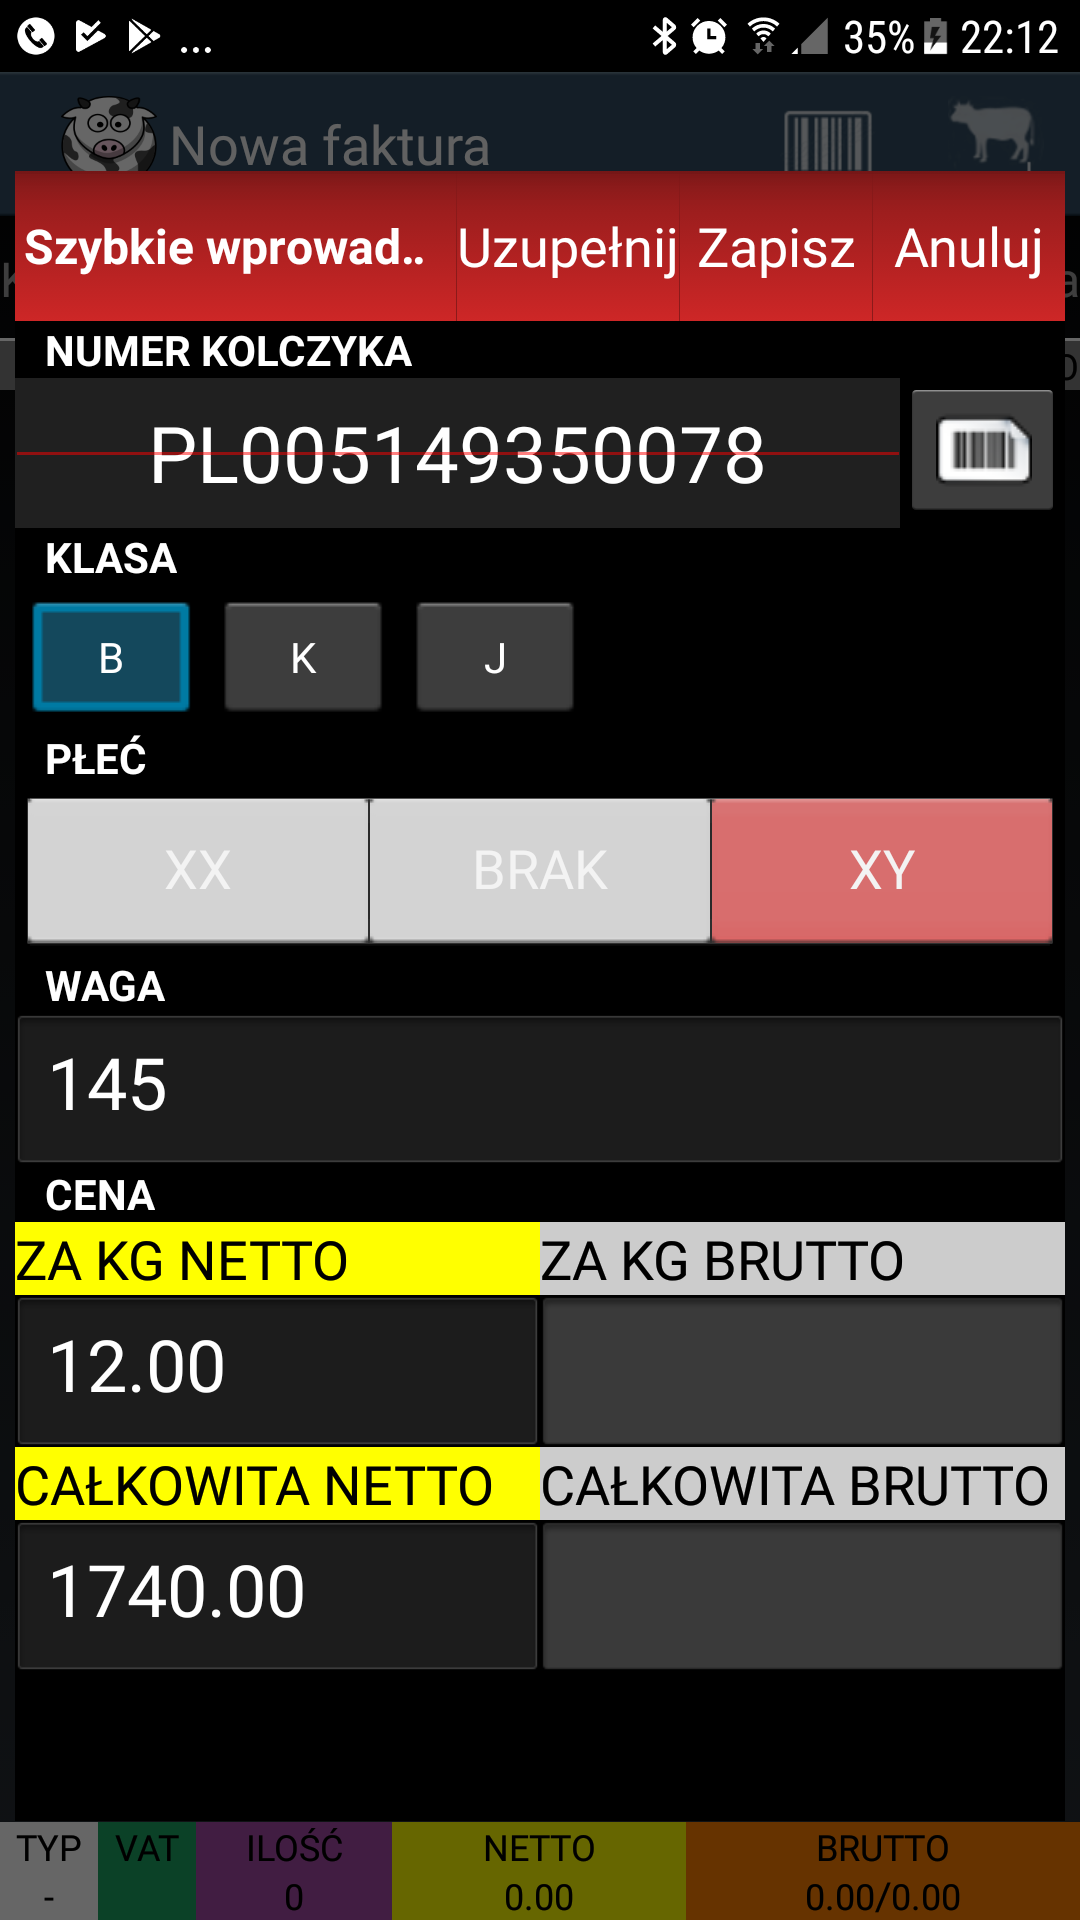 ... 35% 22:12
Nowa faktura
Szybkie wprowad.. Uzupełnij Zapisz Anuluj
NUMER KOLCZYKA
PL005149350078
KLASA
B K J
PŁEĆ
XX BRAK XY
WAGA
145
CENA
ZA KG NETTO ZA KG BRUTTO
12.00
CAŁKOWITA NETTO CAŁKOWITA BRUTTO
1740.00
TYP VAT ILOŚĆ NETTO BRUTTO
- 0 0.00 0.00/0.00